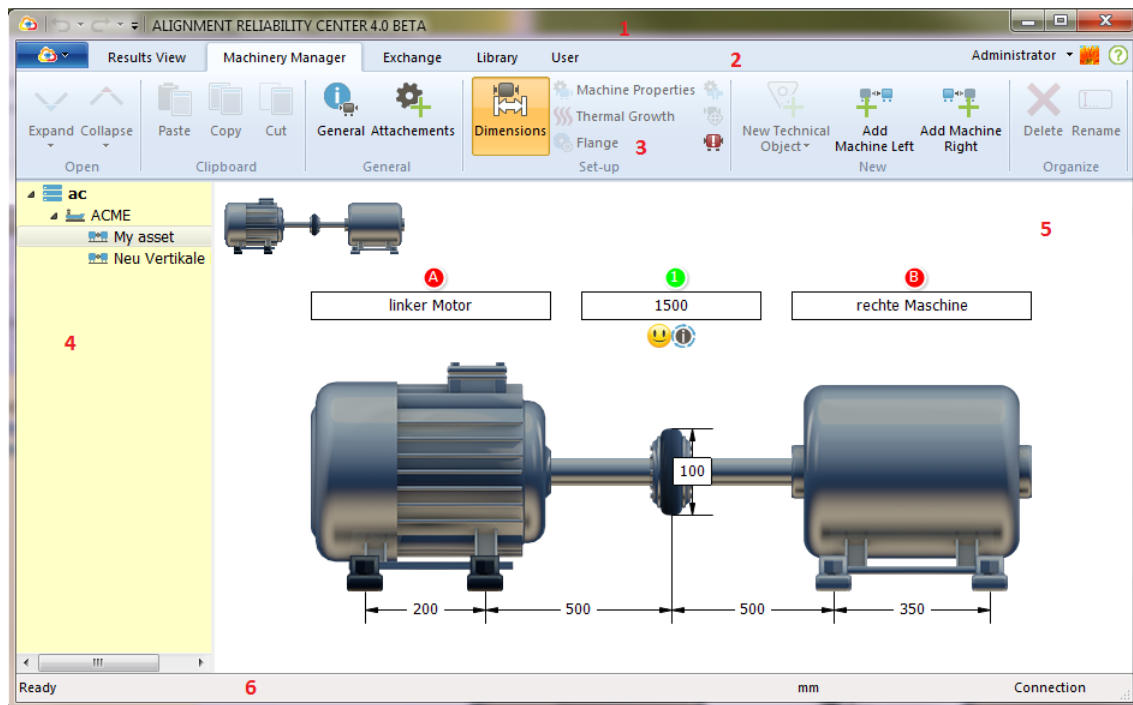 ALIGNMENT RELIABILITY CENTER 4.0 BETA
1
Results View Machinery Manager Exchange Library User 2 Administrator
Expand Collapse Paste Copy Cut General Attachements Dimensions
Machine Properties
Thermal Growth
Flange 3
New Technical Object
Add Machine Left
Add Machine Right
Delete Rename
Open Clipboard General Set-up New Organize
ac
ACME
My asset
Neu Vertikale
4
5
A 1 B
linker Motor 1500 rechte Maschine
100
200 500 500 350
Ready 6 mm Connection